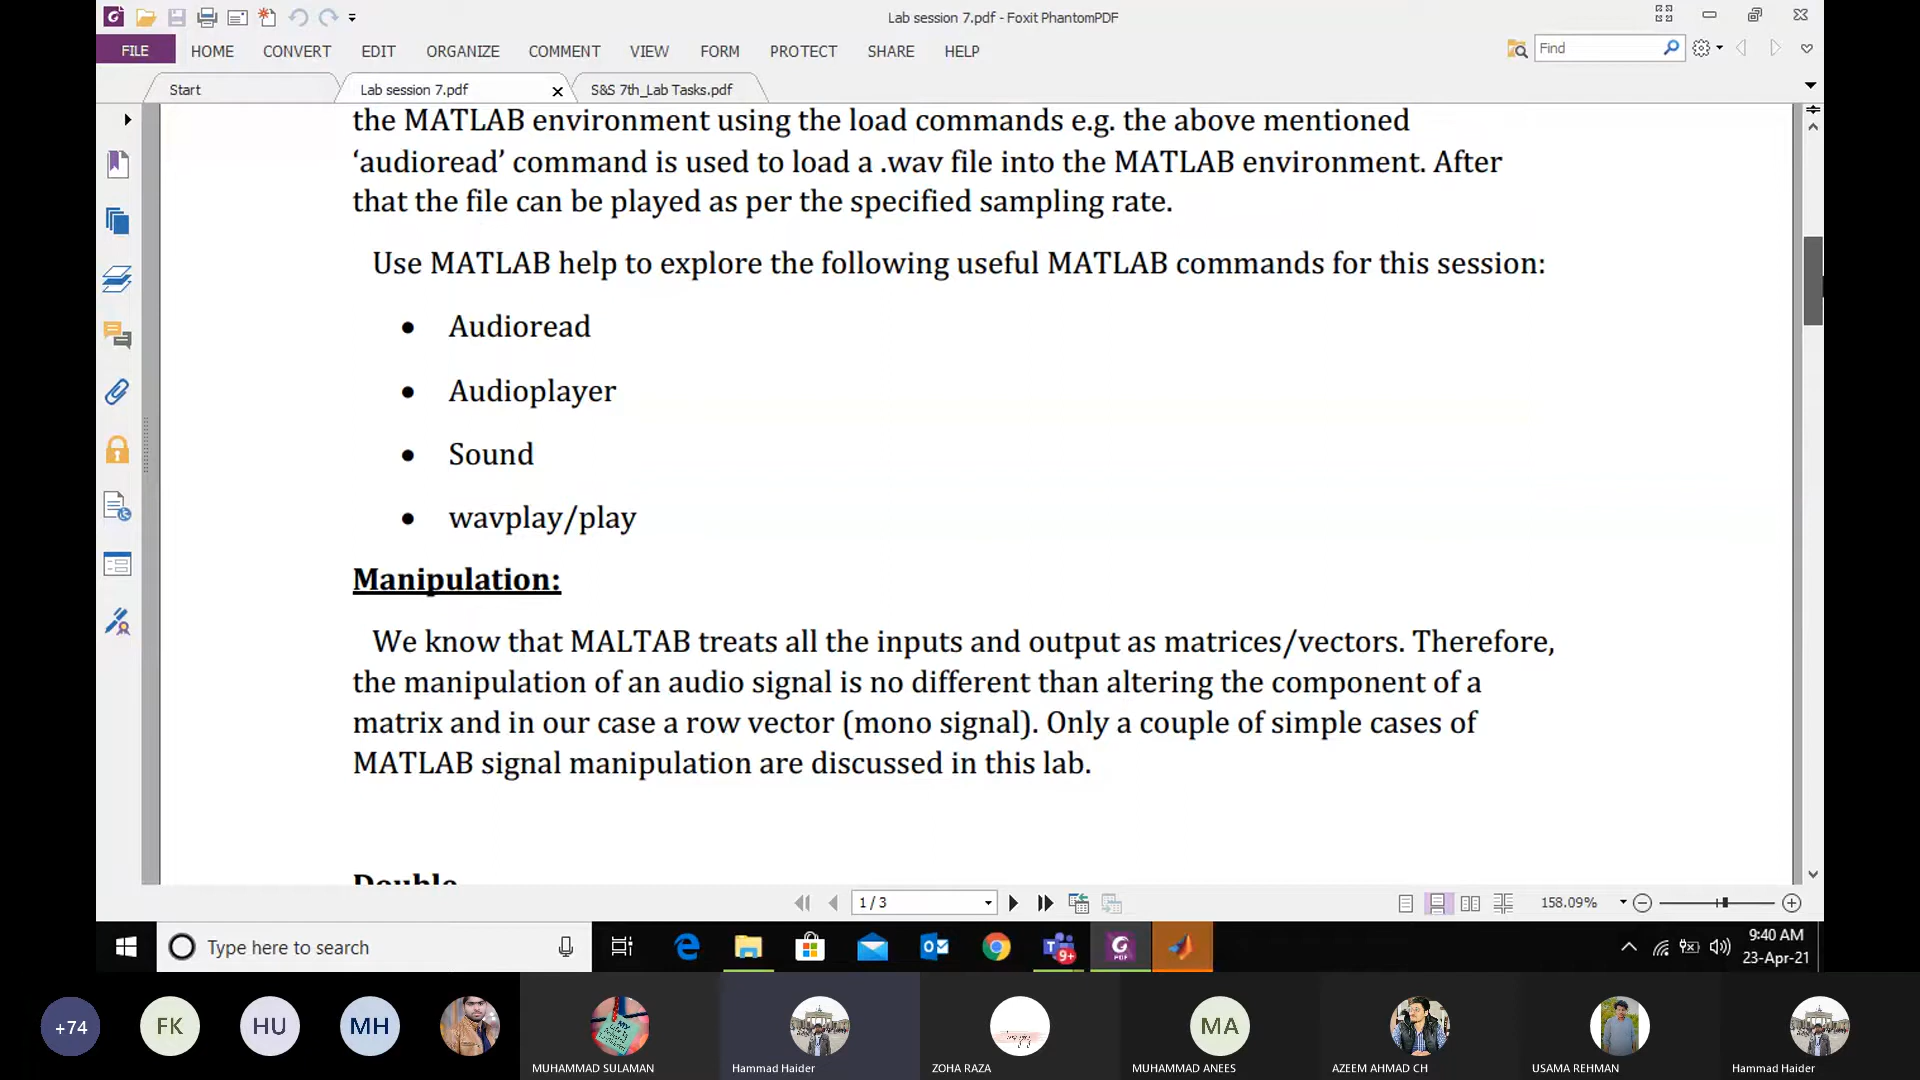 Lab session 7.pdf - Foxit PhantomPDF
FILE HOME CONVERT EDIT ORGANIZE COMMENT VIEW FORM PROTECT SHARE HELP
Find
Start
Lab session 7.pdf
S&S 7th_Lab Tasks.pdf
the MATLAB environment using the load commands e.g. the above mentioned
‘audioread’ command is used to load a .wav file into the MATLAB environment. After
that the file can be played as per the specified sampling rate.
Use MATLAB help to explore the following useful MATLAB commands for this session:
• Audioread
• Audioplayer
• Sound
• wavplay/play
Manipulation:
We know that MALTAB treats all the inputs and output as matrices/vectors. Therefore,
the manipulation of an audio signal is no different than altering the component of a
matrix and in our case a row vector (mono signal). Only a couple of simple cases of
MATLAB signal manipulation are discussed in this lab.
Double
1 / 3
158.09%
Type here to search
9+
PDF
9:40 AM
23-Apr-21
+74
FK
HU
MH
MUHAMMAD SULAMAN
Hammad Haider
ZOHA RAZA
MA
MUHAMMAD ANEES
AZEEM AHMAD CH
USAMA REHMAN
Hammad Haider